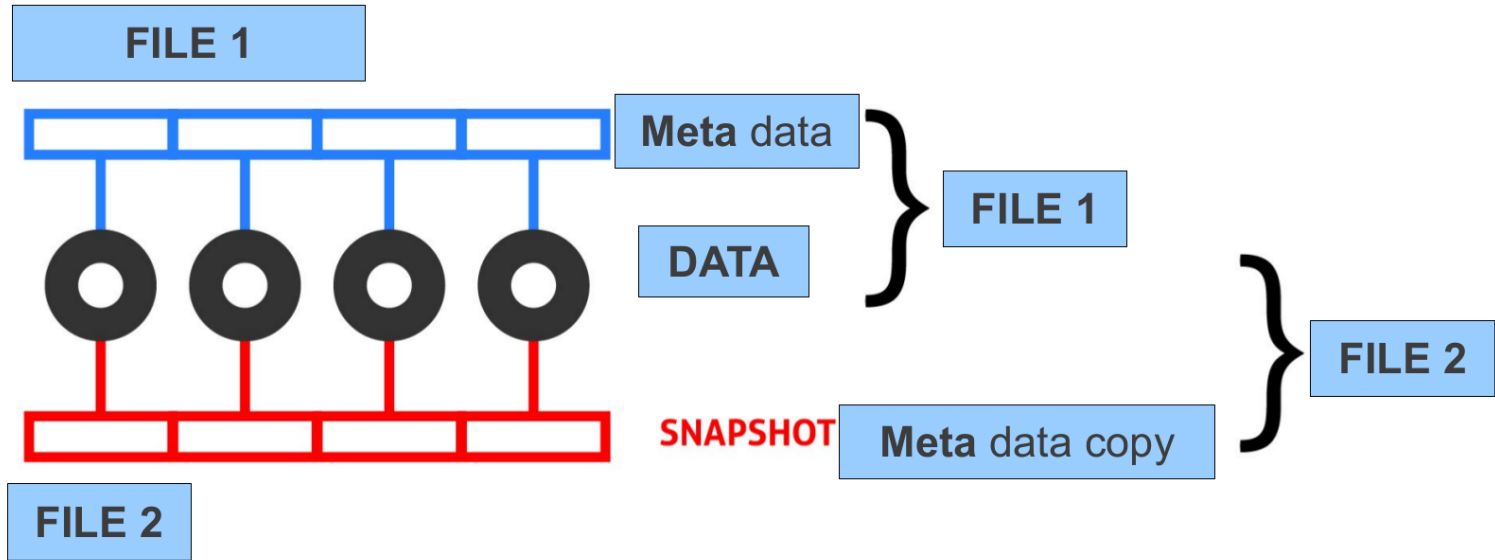 FILE 1
Meta data
FILE 1
DATA
FILE 2
SNAPSHOT
Meta data copy
FILE 2